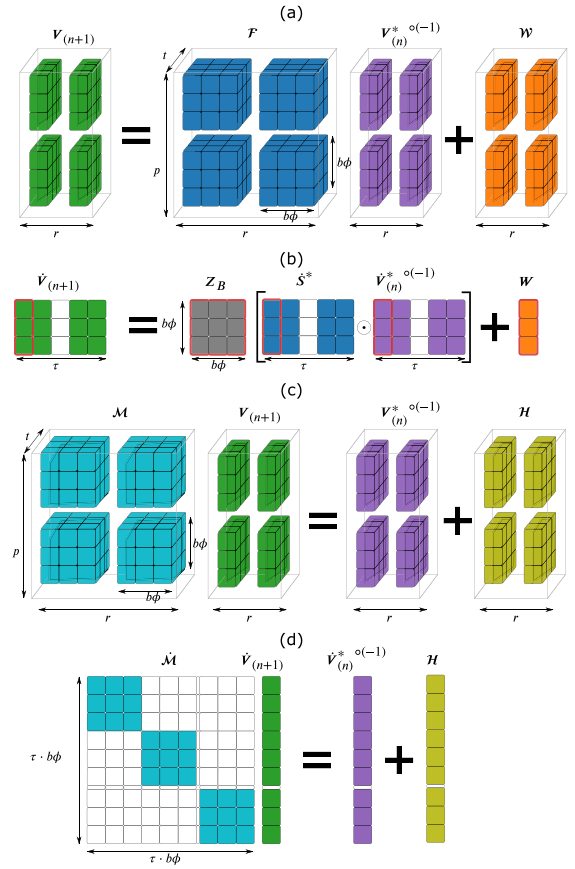 (a)
V(n+1) F V*(n) ∘(−1) W
t
p
bϕ
bϕ
r r r
(b)
V̇(n+1) Z_B Ṡ* V̇*(n) ∘(−1) W
= [ ⊙ ] +
bϕ
τ bϕ τ τ
(c)
M V(n+1) V*(n) ∘(−1) H
t
= +
p
bϕ
bϕ
r r r r
(d)
Ṁ V̇(n+1) V̇*(n) ∘(−1) H
τ · bϕ
= +
τ · bϕ